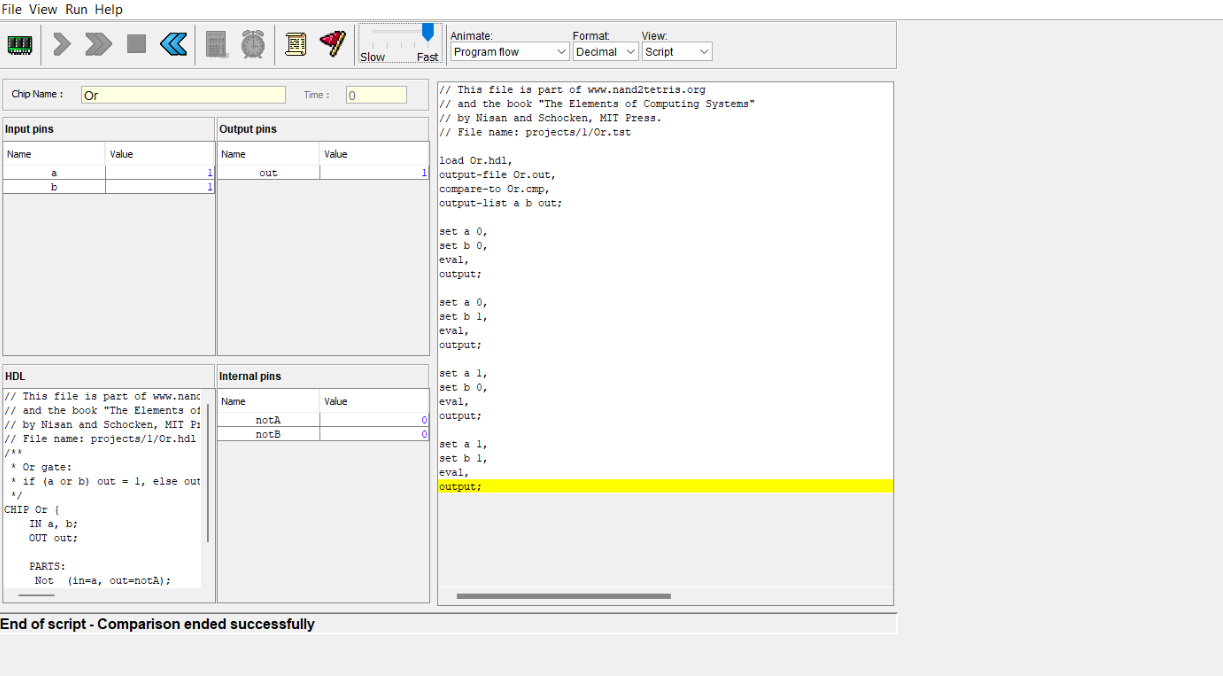 File View Run Help
Slow Fast
Animate:
Program flow
Format:
Decimal
View:
Script
Chip Name :
Or
Time :
0
Input pins
Name Value
a 1
b 1
Output pins
Name Value
out 1
HDL
// This file is part of www.nand
// and the book "The Elements of
// by Nisan and Schocken, MIT Pr
// File name: projects/1/Or.hdl
/**
* Or gate:
* if (a or b) out = 1, else out
*/
CHIP Or {
IN a, b;
OUT out;
PARTS:
Not (in=a, out=notA);
Internal pins
Name Value
notA 0
notB 0
// This file is part of www.nand2tetris.org
// and the book "The Elements of Computing Systems"
// by Nisan and Schocken, MIT Press.
// File name: projects/1/Or.tst
load Or.hdl,
output-file Or.out,
compare-to Or.cmp,
output-list a b out;
set a 0,
set b 0,
eval,
output;
set a 0,
set b 1,
eval,
output;
set a 1,
set b 0,
eval,
output;
set a 1,
set b 1,
eval,
output;
End of script - Comparison ended successfully